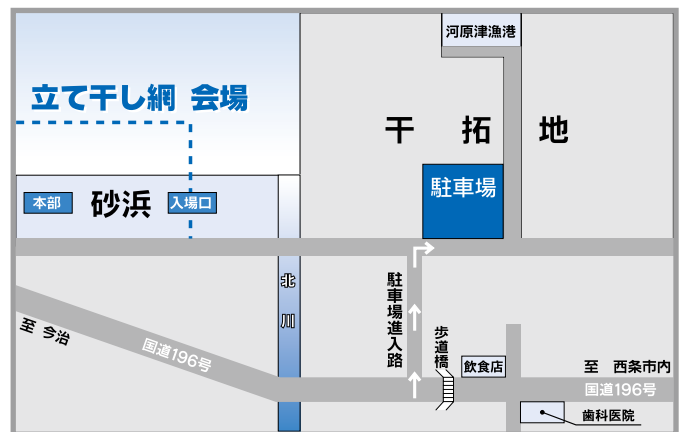 河原津漁港
立て干し網 会場
干 拓 地
駐車場
本部
砂浜
入場口
北川
駐車場進入路
歩道橋
至 今治
国道196号
飲食店
至 西条市内
国道196号
歯科医院